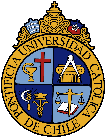 PONTIFICIA UNIVERSIDAD CATOLICA
DE CHILE